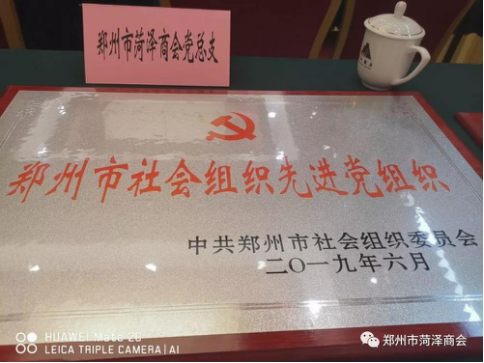 郑州市菏泽商会党总支
郑州市社会组织先进党组织
中共郑州市社会组织委员会
二〇一九年六月
HUAWEI Mate 20
LEICA TRIPLE CAMERA | AI
郑州市菏泽商会